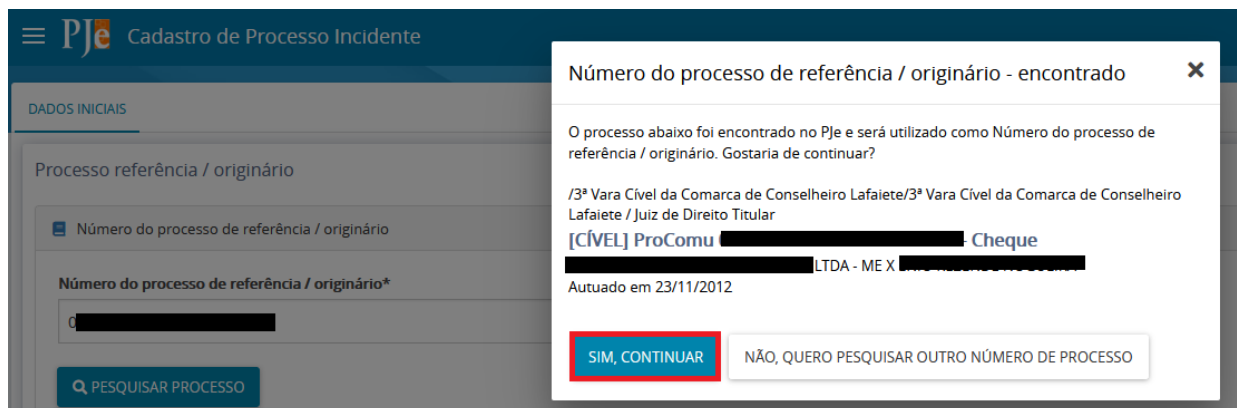 PJe Cadastro de Processo Incidente
DADOS INICIAIS
Processo referência / originário
Número do processo de referência / originário
Número do processo de referência / originário*
0
PESQUISAR PROCESSO
Número do processo de referência / originário - encontrado
O processo abaixo foi encontrado no PJe e será utilizado como Número do processo de
referência / originário. Gostaria de continuar?
/3ª Vara Cível da Comarca de Conselheiro Lafaiete/3ª Vara Cível da Comarca de Conselheiro
Lafaiete / Juiz de Direito Titular
[CÍVEL] ProComu - Cheque
LTDA - ME X
Autuado em 23/11/2012
SIM, CONTINUAR
NÃO, QUERO PESQUISAR OUTRO NÚMERO DE PROCESSO